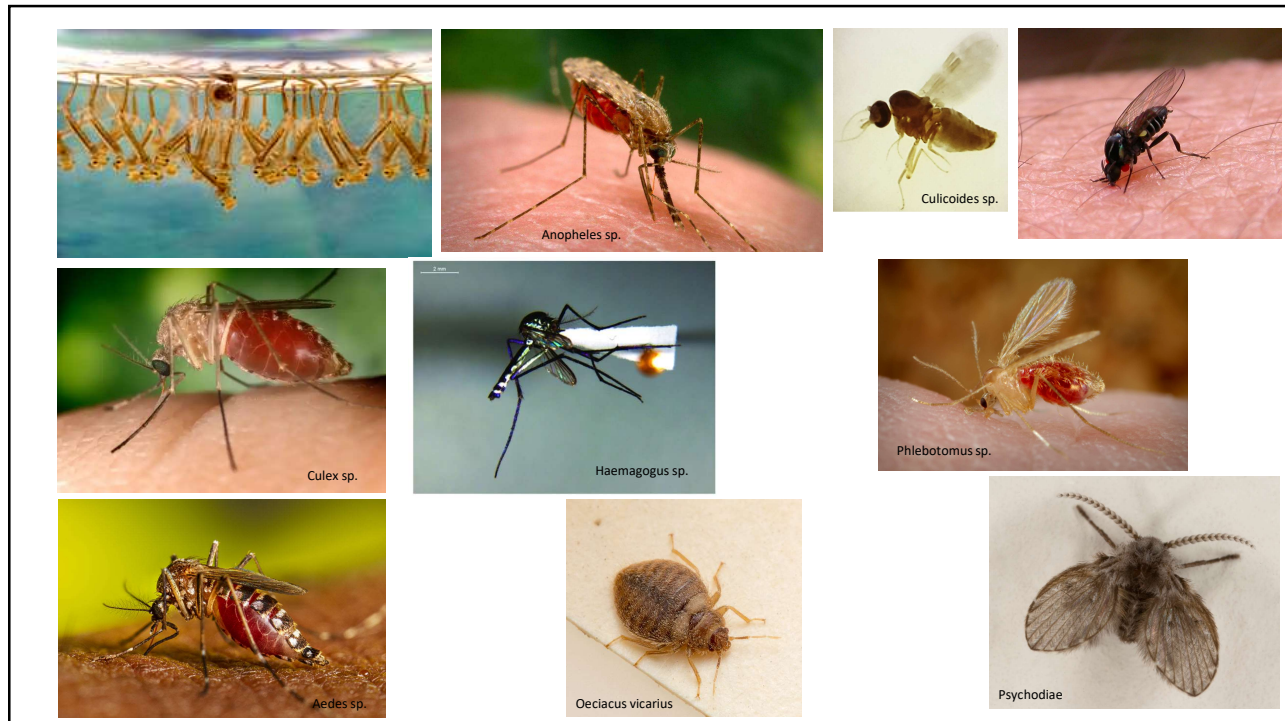 Anopheles sp.
Culicoides sp.
2 mm
Culex sp.
Haemagogus sp.
Phlebotomus sp.
Aedes sp.
Oeciacus vicarius
Psychodiae